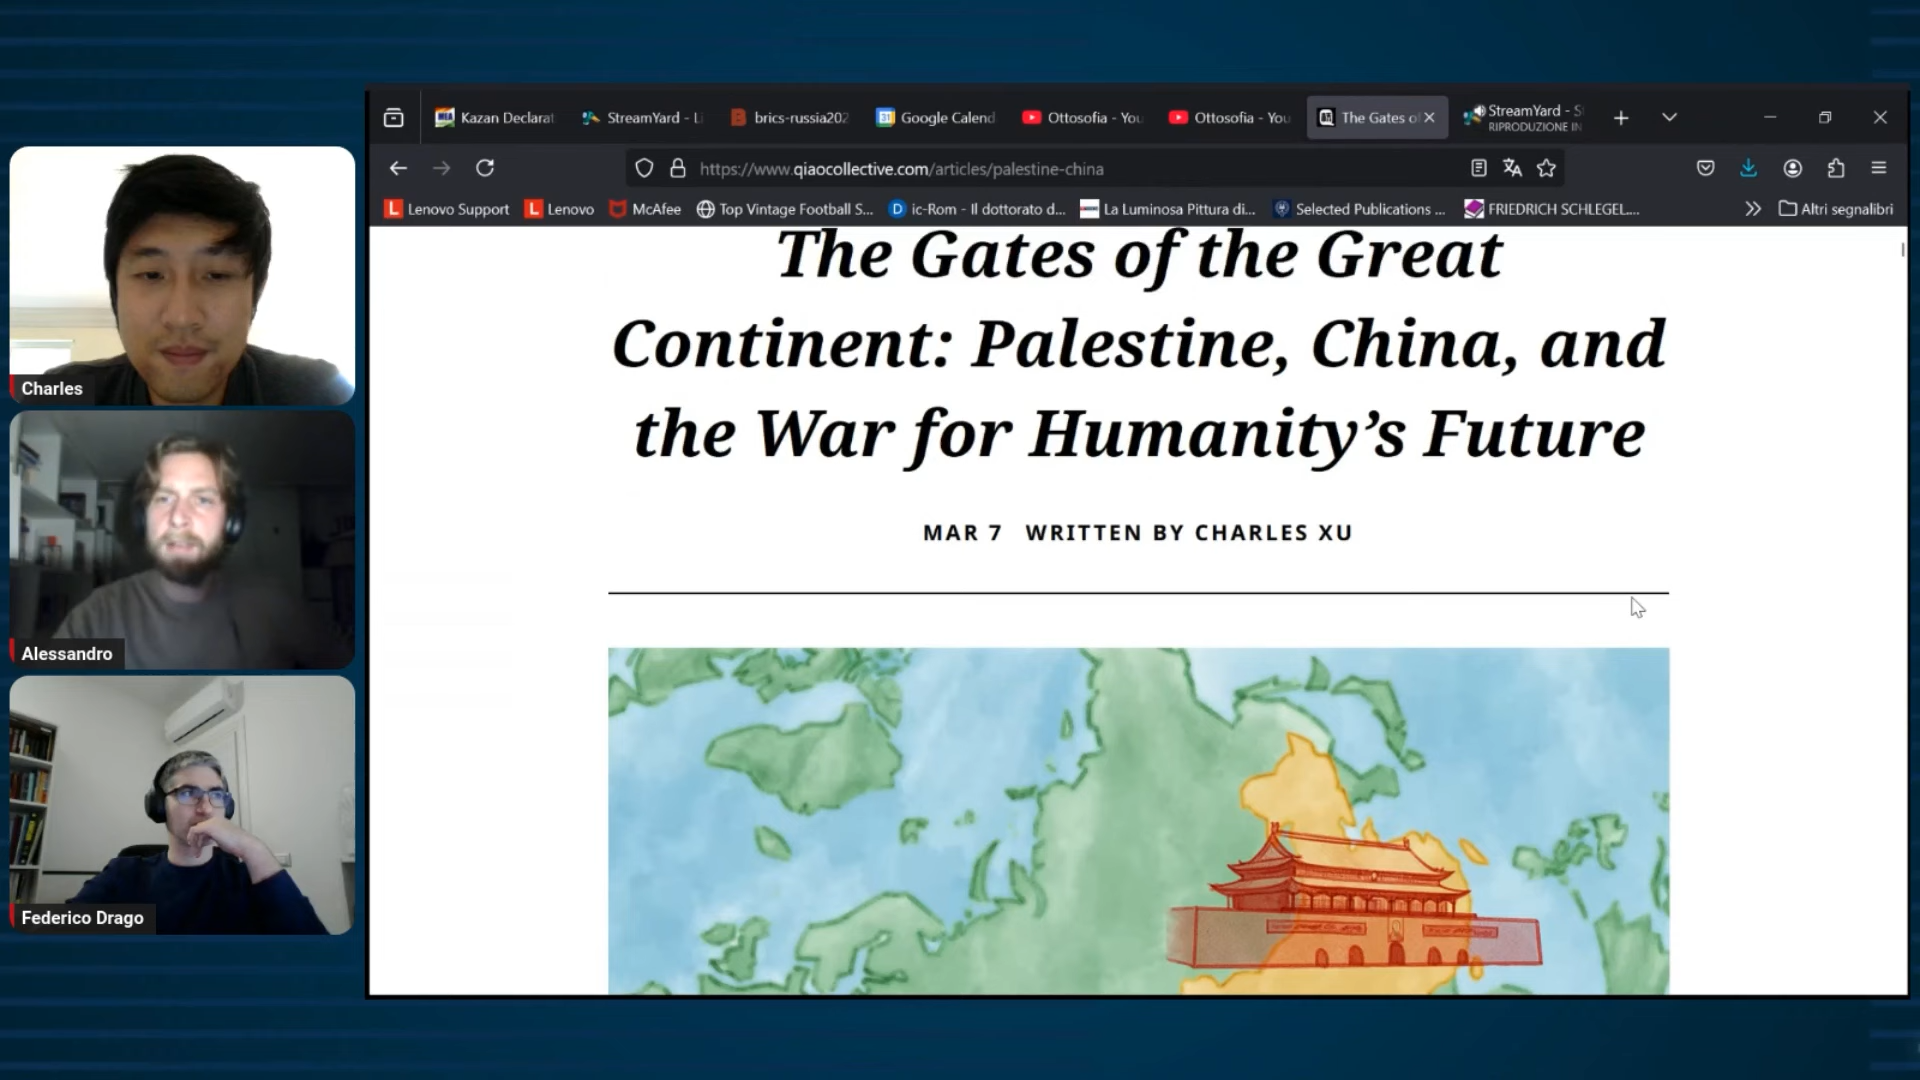 Kazan Declarat
StreamYard - Li
brics-russia202
Google Calend
Ottosofia - You
Ottosofia - You
The Gates of
StreamYard - S
RIPRODUZIONE IN
https://www.qiaocollective.com/articles/palestine-china
Lenovo Support
Lenovo
McAfee
Top Vintage Football S...
ic-Rom - Il dottorato d...
La Luminosa Pittura di...
Selected Publications ...
FRIEDRICH SCHLEGEL....
Altri segnalibri
The Gates of the Great
Continent: Palestine, China, and
the War for Humanity's Future
MAR 7 WRITTEN BY CHARLES XU
Charles
Alessandro
Federico Drago